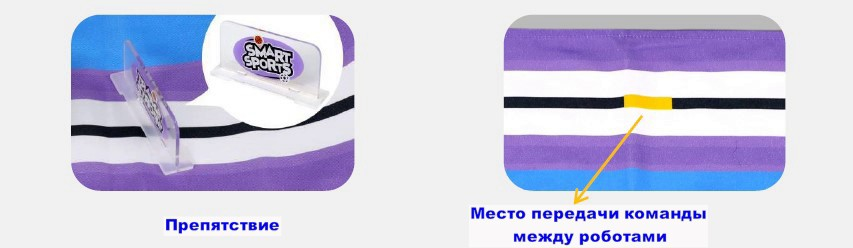 SMART
SPORTS
Препятствие
Место передачи команды
между роботами